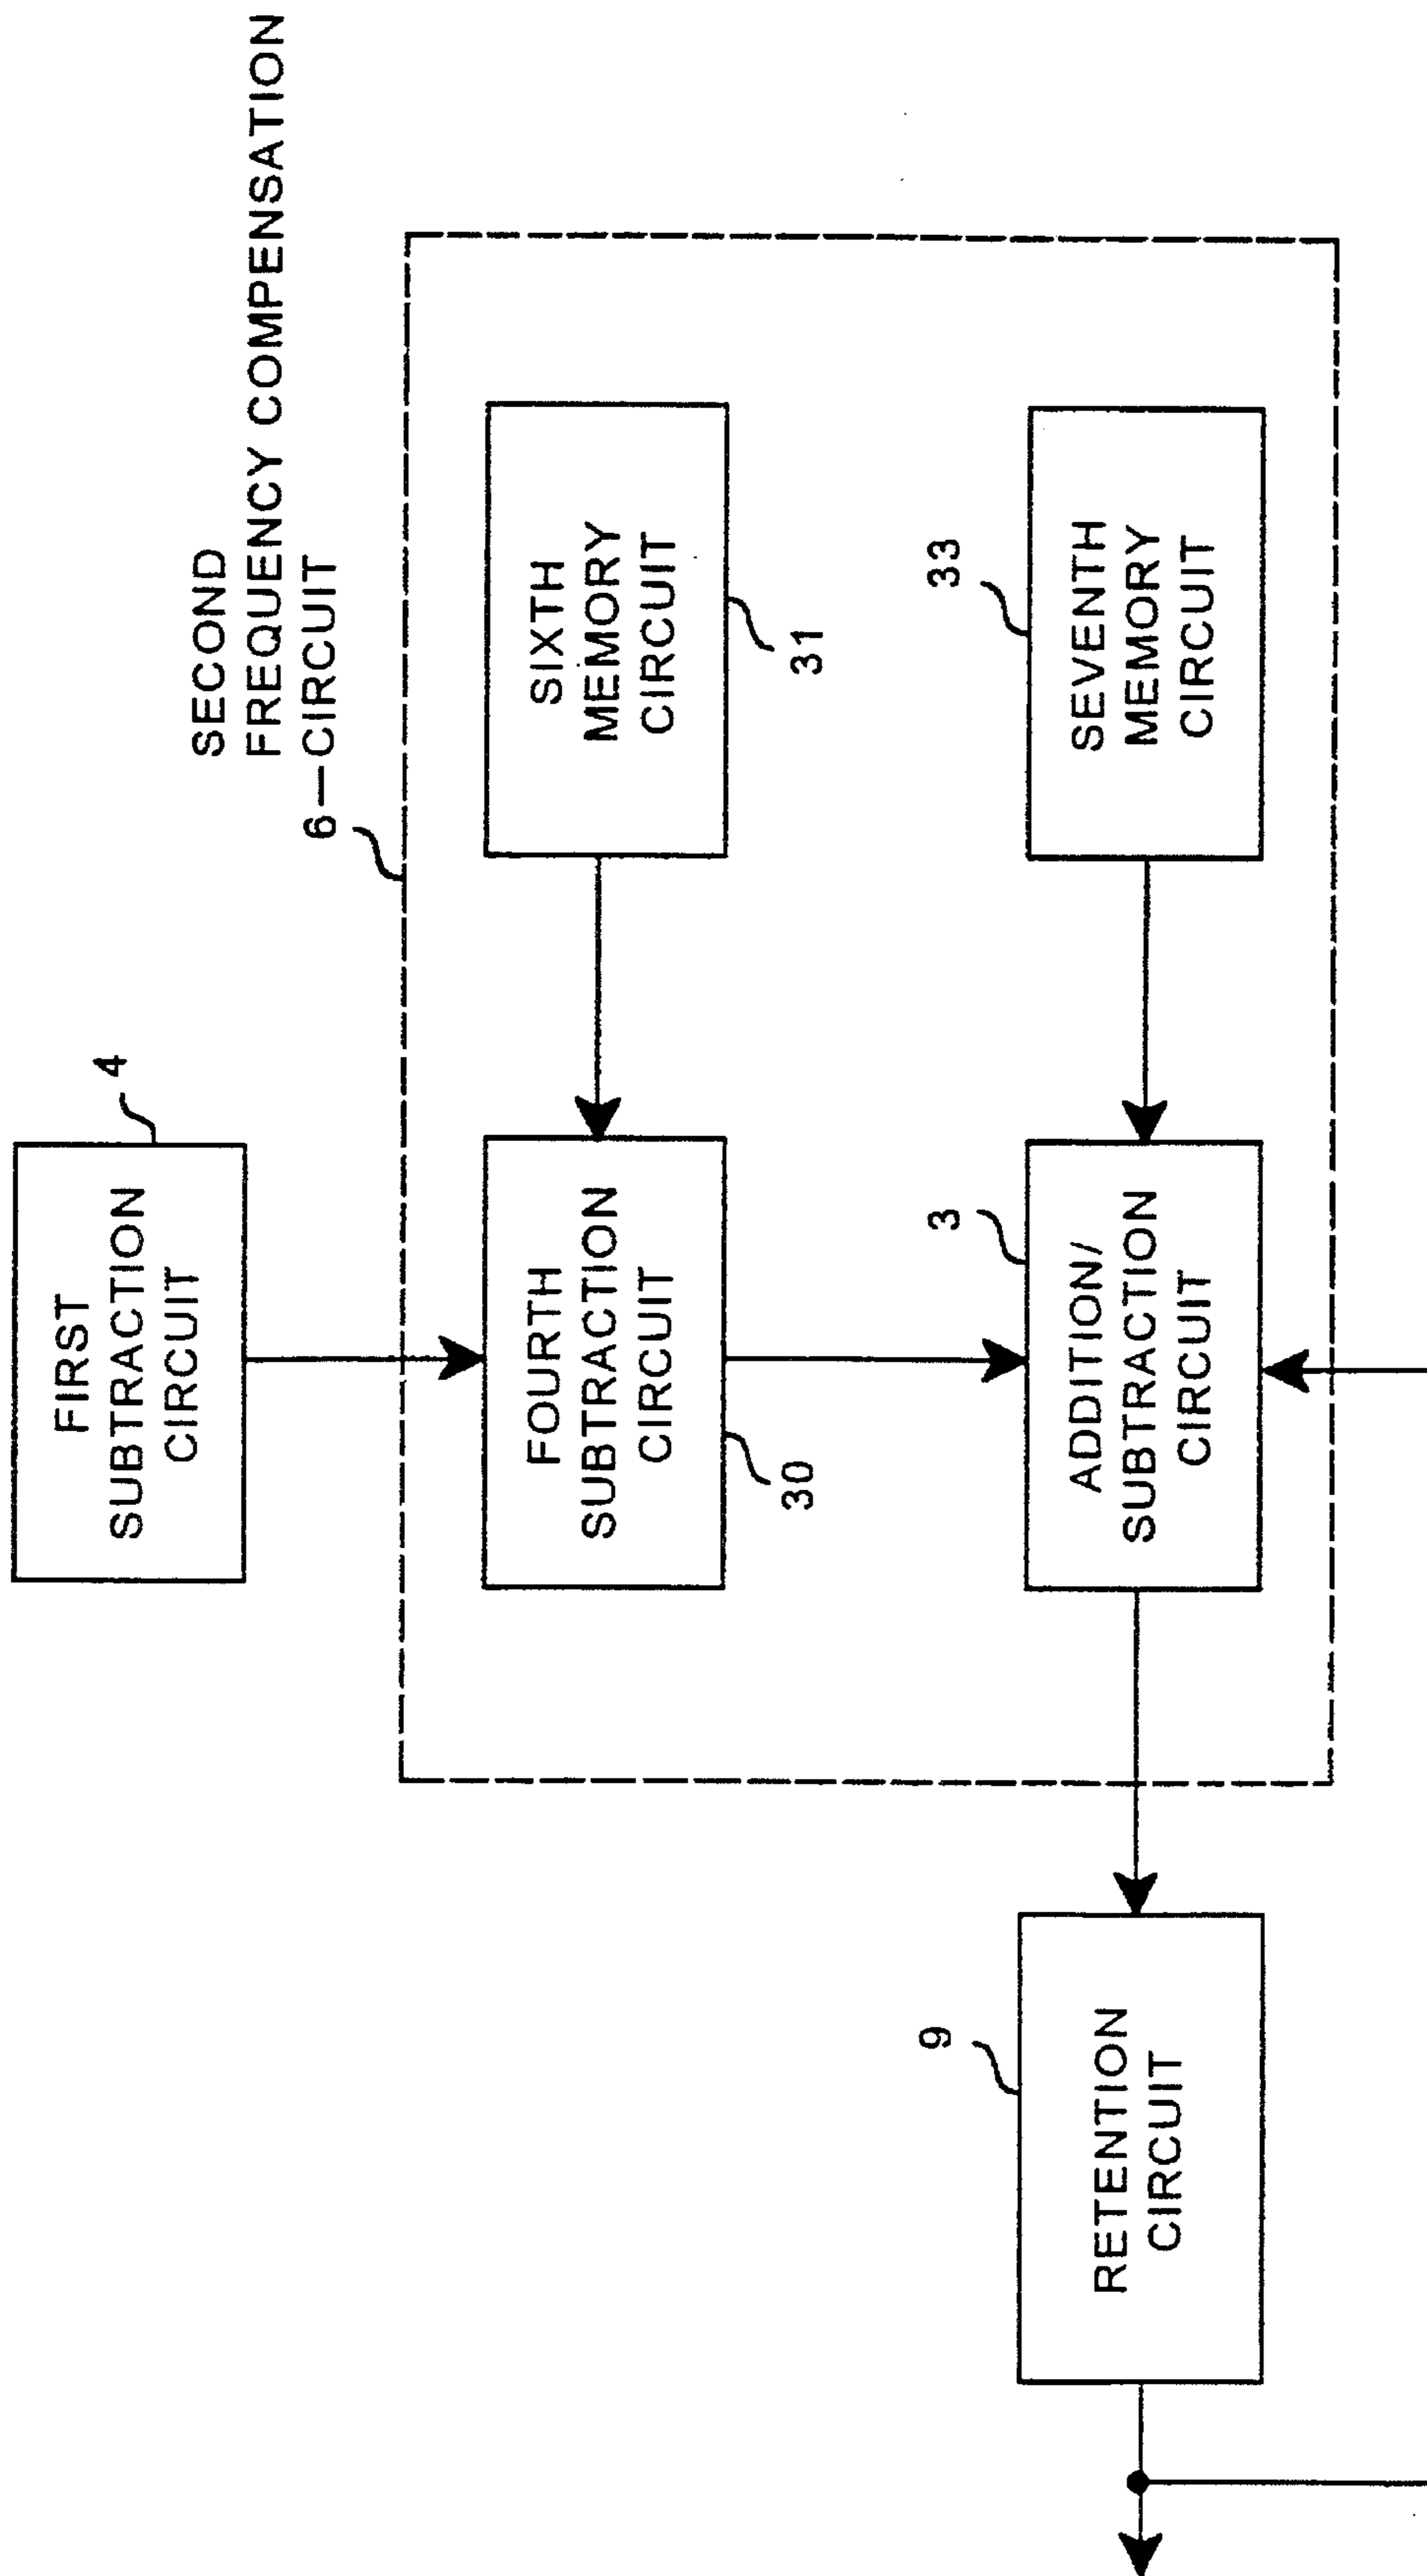 SECOND
FREQUENCY COMPENSATION
6—CIRCUIT
4
FIRST
SUBTRACTION
CIRCUIT
SIXTH
MEMORY
CIRCUIT
31
FOURTH
SUBTRACTION
CIRCUIT
30
33
SEVENTH
MEMORY
CIRCUIT
3
ADDITION/
SUBTRACTION
CIRCUIT
9
RETENTION
CIRCUIT